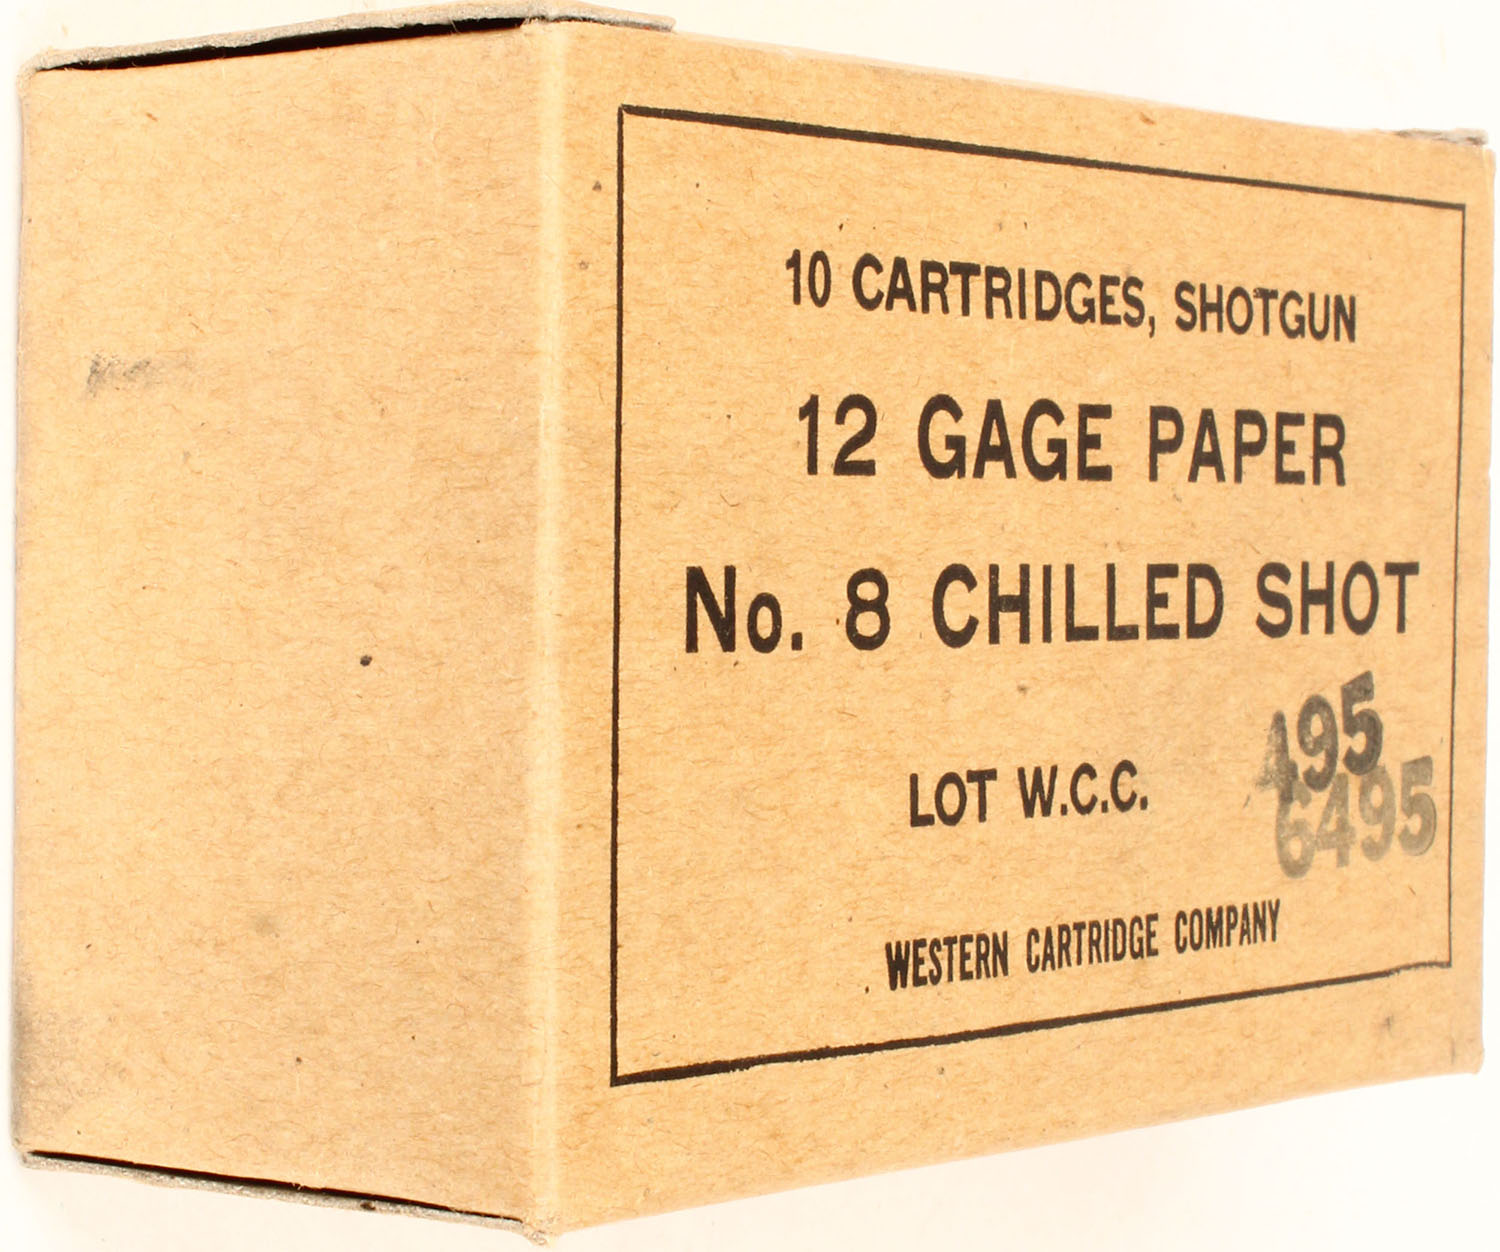 10 CARTRIDGES, SHOTGUN
12 GAGE PAPER
No. 8 CHILLED SHOT
495
LOT W.C.C.
6495
WESTERN CARTRIDGE COMPANY